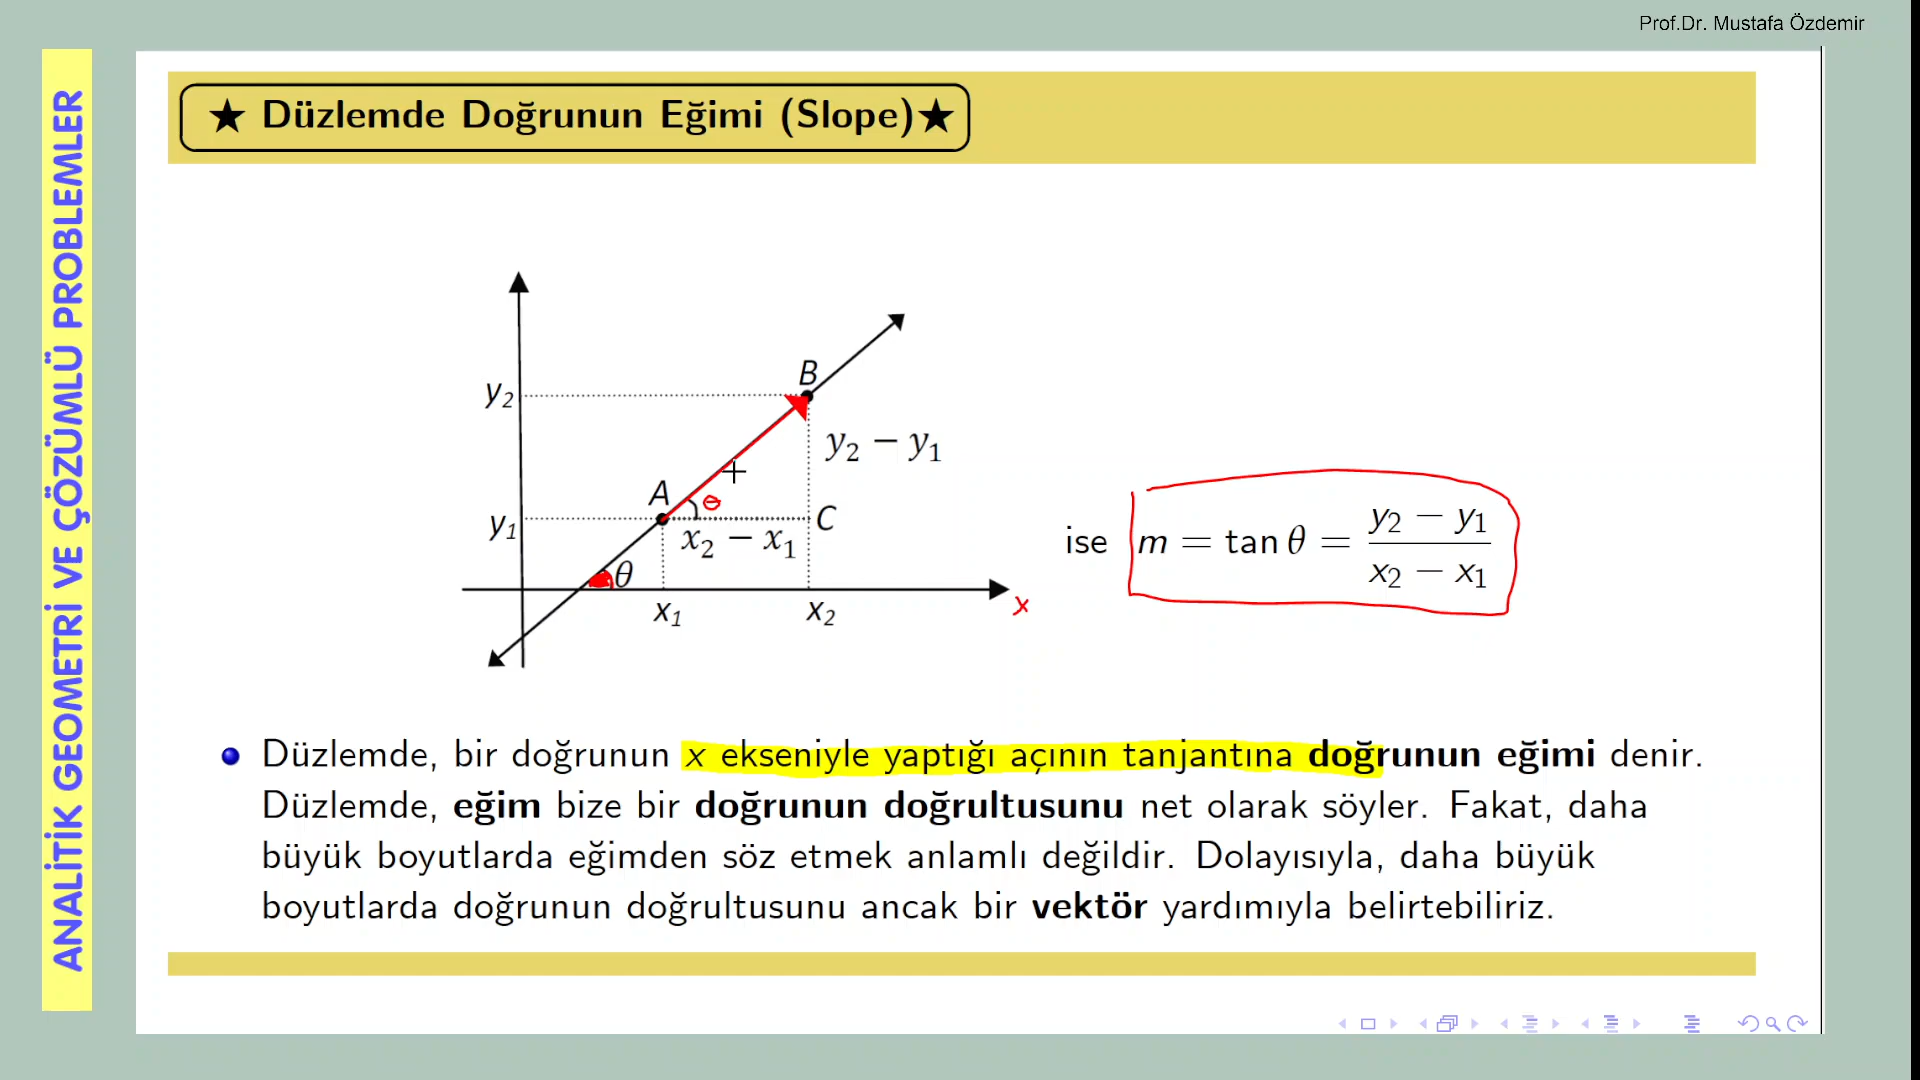 Prof.Dr. Mustafa Özdemir
ANALİTİK GEOMETRİ VE ÇÖZÜMLÜ PROBLEMLER
★ Düzlemde Doğrunun Eğimi (Slope)★
B
y₂
y₂ − y₁
A
θ
y₁
C
x₂ − x₁
θ
x₁
x₂
x
ise m = tan θ = (y₂ − y₁)/(x₂ − x₁)
Düzlemde, bir doğrunun x ekseniyle yaptığı açının tanjantına doğrunun eğimi denir.
Düzlemde, eğim bize bir doğrunun doğrultusunu net olarak söyler. Fakat, daha
büyük boyutlarda eğimden söz etmek anlamlı değildir. Dolayısıyla, daha büyük
boyutlarda doğrunun doğrultusunu ancak bir vektör yardımıyla belirtebiliriz.